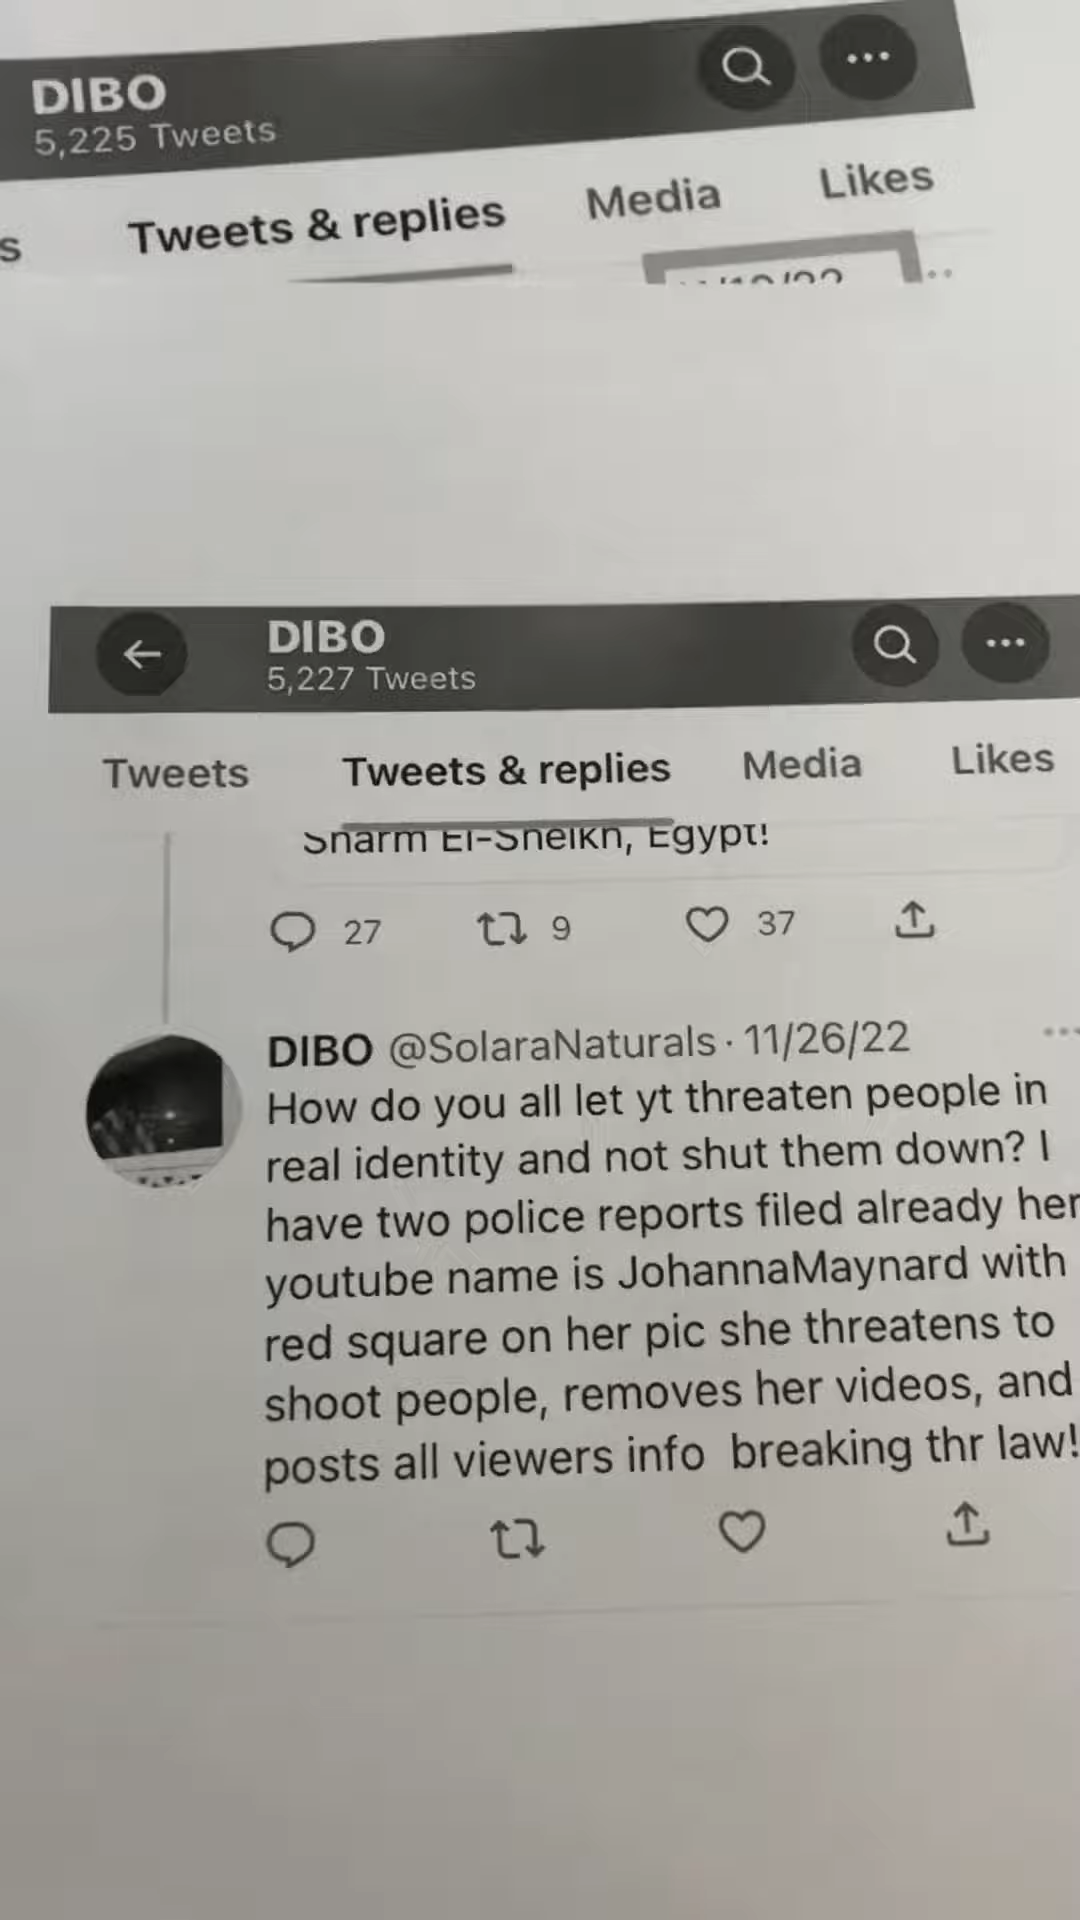 DIBO
5,225 Tweets
s Tweets & replies Media Likes
DIBO
5,227 Tweets
Tweets Tweets & replies Media Likes
Sharm El-Sheikh, Egypt!
27 9 37
DIBO @SolaraNaturals · 11/26/22
How do you all let yt threaten people in
real identity and not shut them down? I
have two police reports filed already her
youtube name is JohannaMaynard with
red square on her pic she threatens to
shoot people, removes her videos, and
posts all viewers info breaking thr law!